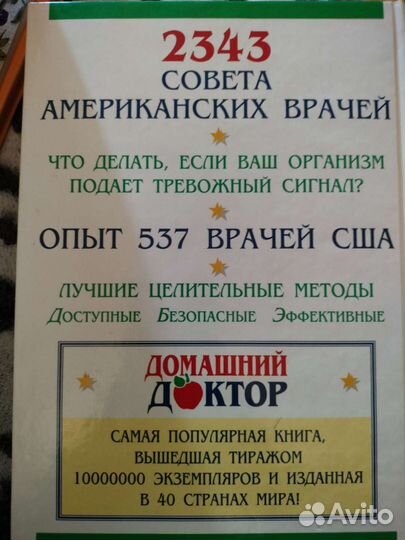 2343
СОВЕТА
АМЕРИКАНСКИХ ВРАЧЕЙ
ЧТО ДЕЛАТЬ, ЕСЛИ ВАШ ОРГАНИЗМ
ПОДАЕТ ТРЕВОЖНЫЙ СИГНАЛ?
ОПЫТ 537 ВРАЧЕЙ США
ЛУЧШИЕ ЦЕЛИТЕЛЬНЫЕ МЕТОДЫ
ДОСТУПНЫЕ БЕЗОПАСНЫЕ ЭФФЕКТИВНЫЕ
ДОМАШНИЙ
ДОКТОР
САМАЯ ПОПУЛЯРНАЯ КНИГА,
ВЫШЕДШАЯ ТИРАЖОМ
10000000 ЭКЗЕМПЛЯРОВ И ИЗДАННАЯ
В 40 СТРАНАХ МИРА!
Avito